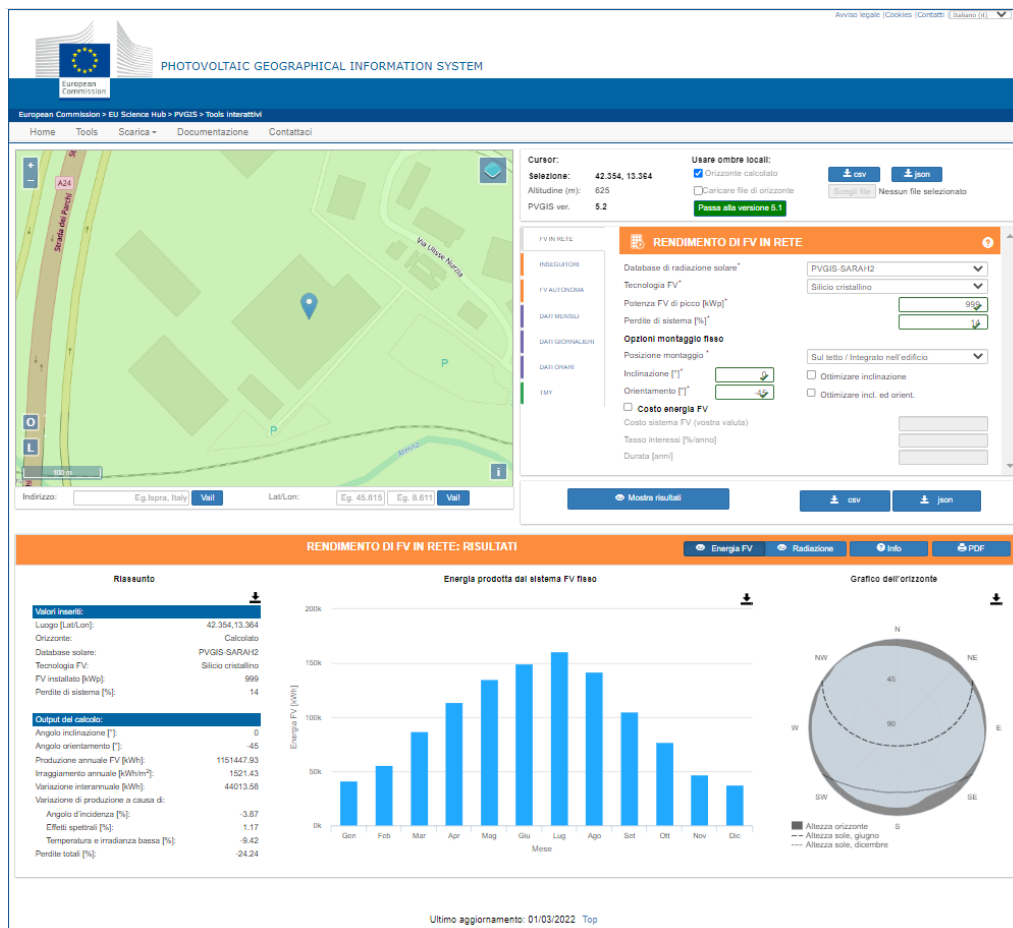 Avviso legale |Cookies |Contatti | Italiano (it)
European
Commission
PHOTOVOLTAIC GEOGRAPHICAL INFORMATION SYSTEM
European Commission > EU Science Hub > PVGIS > Tools interattivi
Home Tools Scarica Documentazione Contattaci
+
−
A24
Strada dei Parchi
Via Ulisse Nurzia
P
P
Aterno
O
L
100 m
i
Indirizzo: Eg.Ispra, Italy Vai! Lat/Lon: Eg. 45.815 Eg. 8.611 Vai!
Cursor:
Selezione: 42.354, 13.364
Altitudine (m): 625
PVGIS ver. 5.2
Usare ombre locali:
Orizzonte calcolato
Caricare file di orizzonte
Passa alla versione 5.1
csv json
Scegli file Nessun file selezionato
FV IN RETE
INSEGUITORI
FV AUTONOMA
DATI MENSILI
DATI GIORNALIERI
DATI ORARI
TMY
RENDIMENTO DI FV IN RETE ?
Database di radiazione solare* PVGIS-SARAH2
Tecnologia FV* Silicio cristallino
Potenza FV di picco [kWp]* 999
Perdite di sistema [%]* 14
Opzioni montaggio fisso
Posizione montaggio * Sul tetto / Integrato nell'edificio
Inclinazione [°]* 0 Ottimizare inclinazione
Orientamento [°]* -45 Ottimizare incl. ed orient.
Costo energia FV
Costo sistema FV (vostra valuta)
Tasso interessi [%/anno]
Durata [anni]
Mostra risultati csv json
RENDIMENTO DI FV IN RETE: RISULTATI Energia FV Radiazione Info PDF
Riassunto
Valori inseriti:
Luogo [Lat/Lon]: 42.354,13.364
Orizzonte: Calcolato
Database solare: PVGIS-SARAH2
Tecnologia FV: Silicio cristallino
FV installato [kWp]: 999
Perdite di sistema [%]: 14
Output del calcolo:
Angolo inclinazione [°]: 0
Angolo orientamento [°]: -45
Produzione annuale FV [kWh]: 1151447.93
Irraggiamento annuale [kWh/m²]: 1521.43
Variazione interannuale [kWh]: 44013.58
Variazione di produzione a causa di:
Angolo d'incidenza [%]: -3.87
Effetti spettrali [%]: 1.17
Temperatura e irradianza bassa [%]: -9.42
Perdite totali [%]: -24.24
Energia prodotta dal sistema FV fisso
Energia FV [kWh]
200k
150k
100k
50k
0k
Gen Feb Mar Apr Mag Giu Lug Ago Set Ott Nov Dic
Mese
Grafico dell'orizzonte
N
NW NE
45
W 90 E
SW SE
S
Altezza orizzonte
Altezza sole, giugno
Altezza sole, dicembre
Ultimo aggiornamento: 01/03/2022 Top